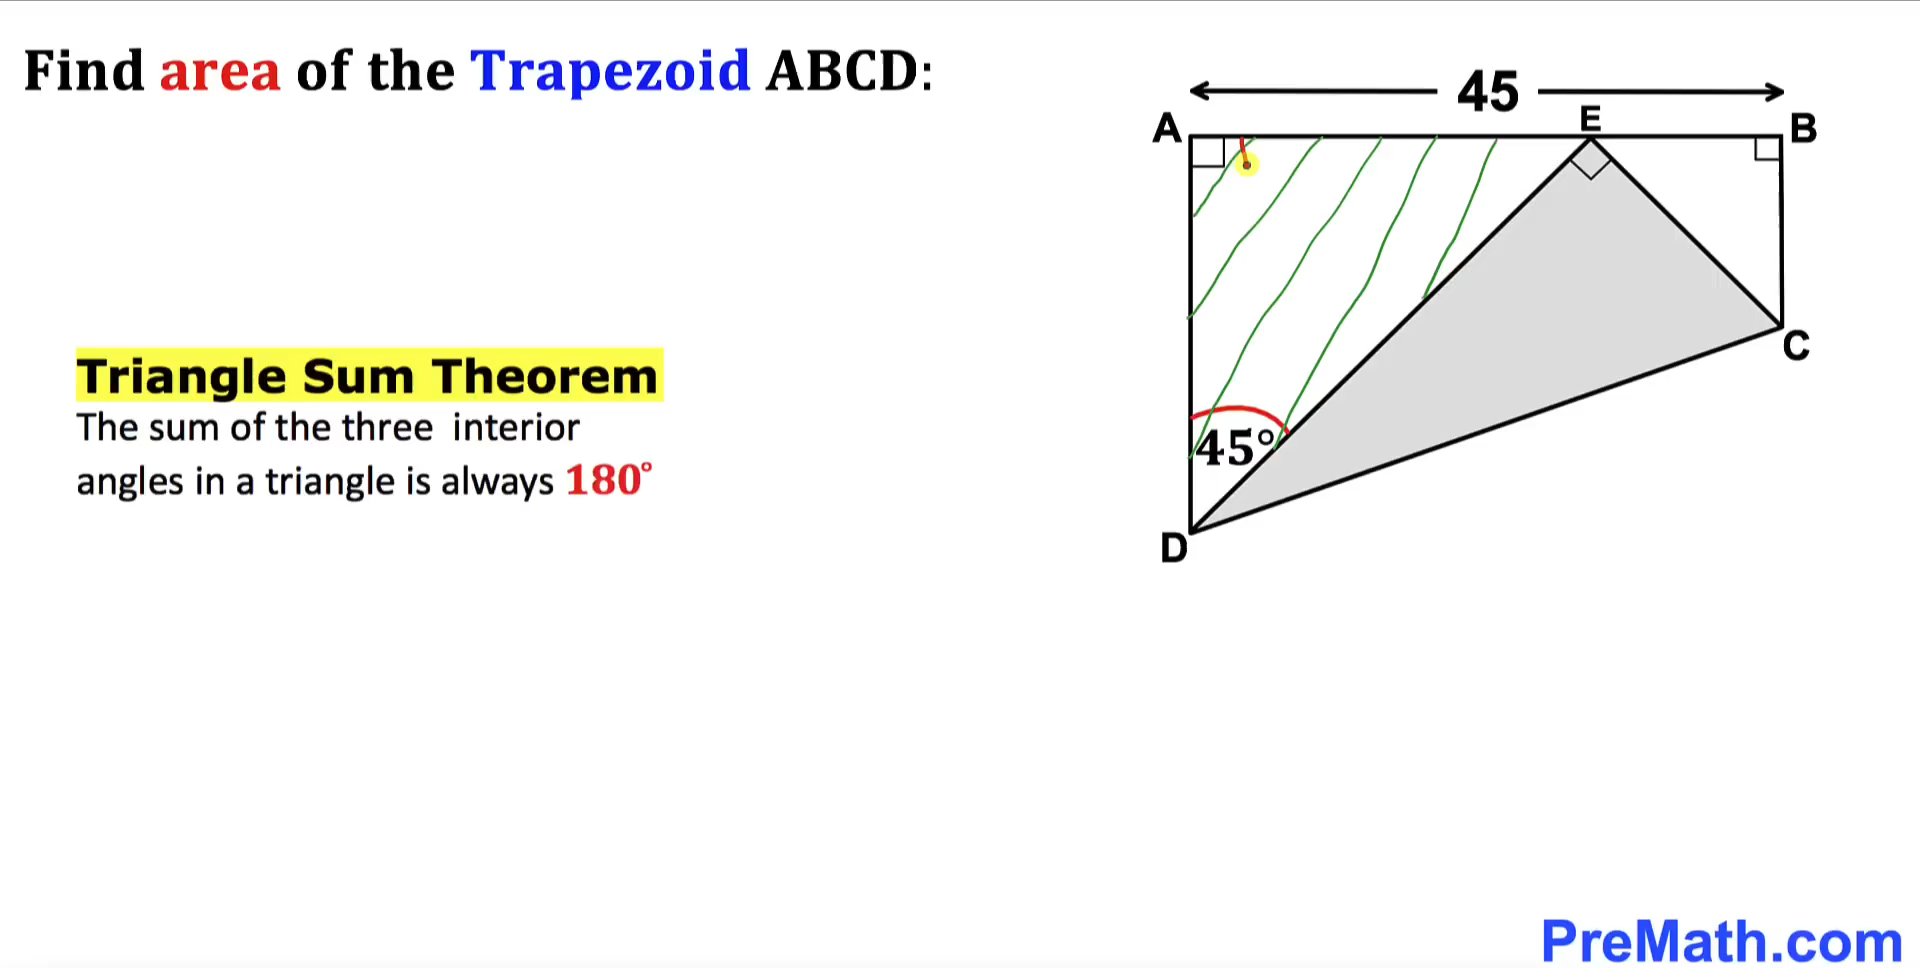 Find area of the Trapezoid ABCD:
45
A
E
B
Triangle Sum Theorem
The sum of the three interior
angles in a triangle is always 180°
C
45°
D
PreMath.com